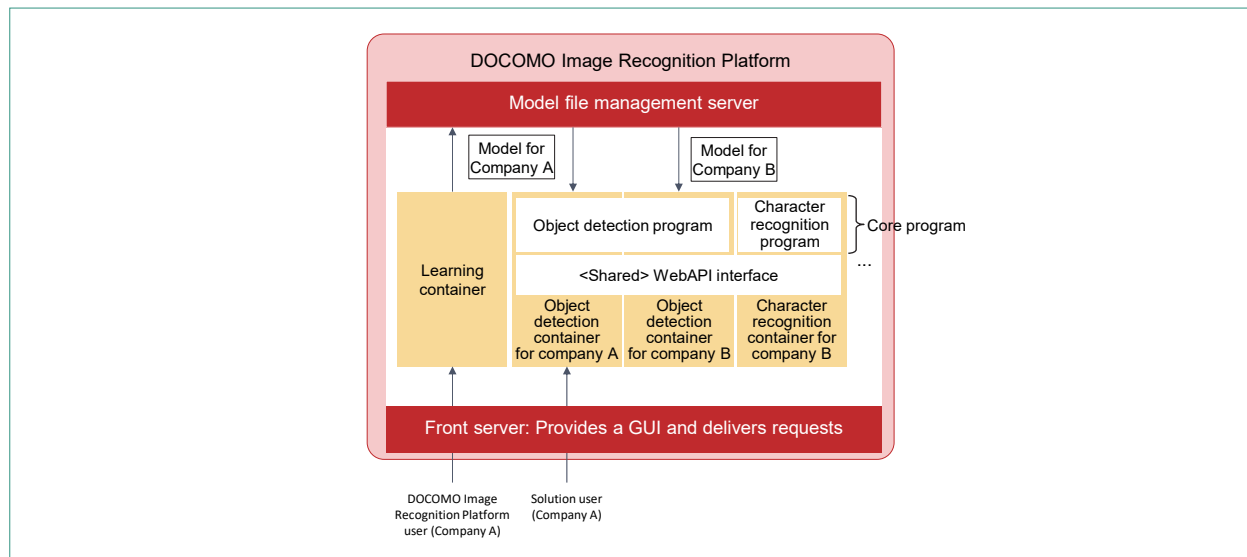 DOCOMO Image Recognition Platform
Model file management server
Model for
Company A
Model for
Company B
Object detection program
Character
recognition
program
Core program
...
Learning
container
<Shared> WebAPI interface
Object
detection
container
for company A
Object
detection
container
for company B
Character
recognition
container for
company B
Front server: Provides a GUI and delivers requests
DOCOMO Image
Recognition Platform
user (Company A)
Solution user
(Company A)